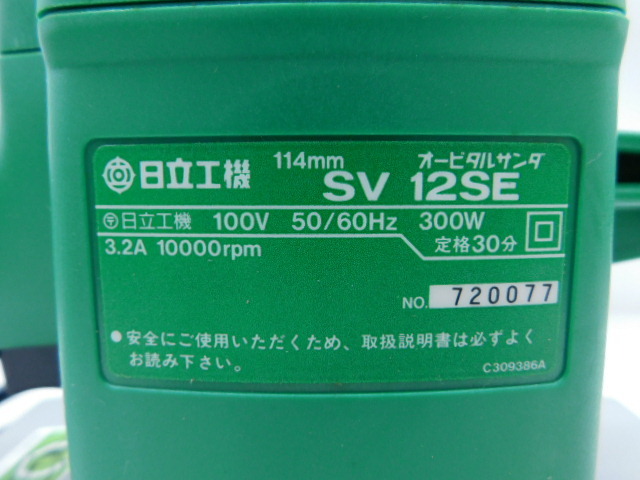 日立工機 114mm オービタルサンダ
SV 12SE
〒日立工機 100V 50/60Hz 300W
3.2A 10000rpm 定格30分
NO. 720077
●安全にご使用いただくため、取扱説明書は必ずよく
お読み下さい。
C309386A